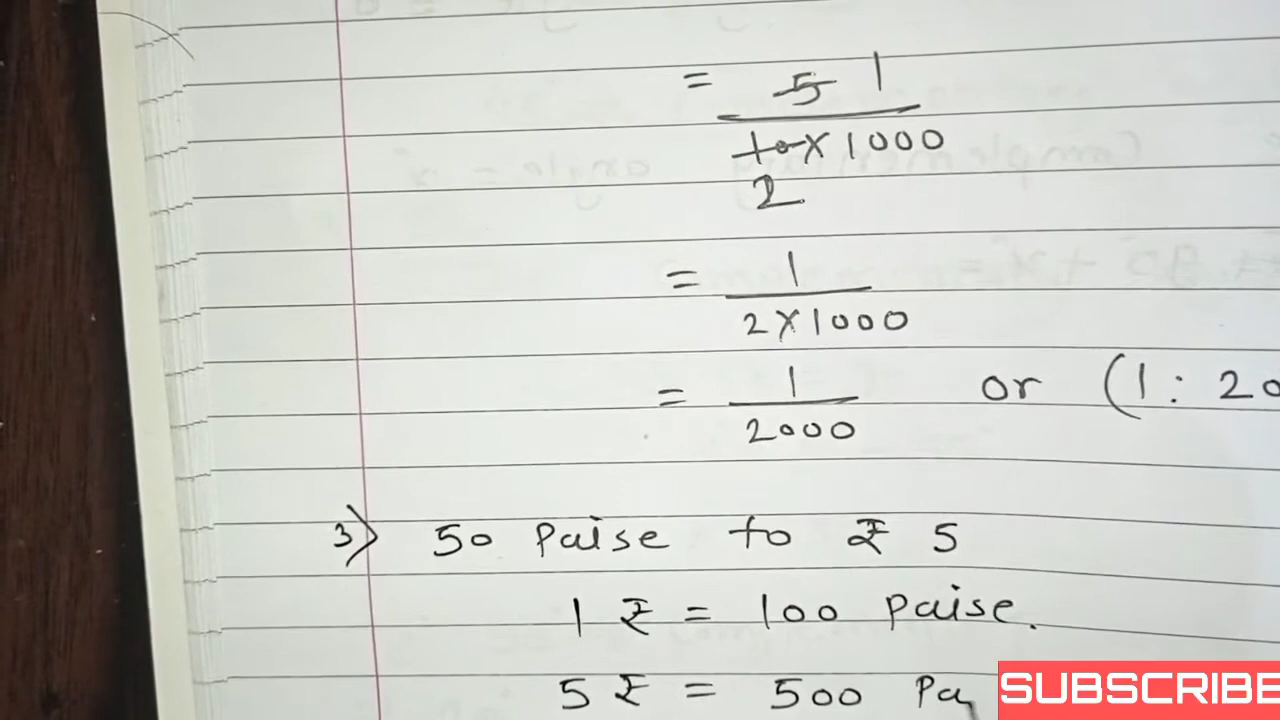 = 5 1
10 x 1000
2
= 1
2 x 1000
= 1 or (1 : 20
2000
3) 50 Paise to ₹ 5
1 ₹ = 100 Paise.
5 ₹ = 500 Pa
SUBSCRIBE